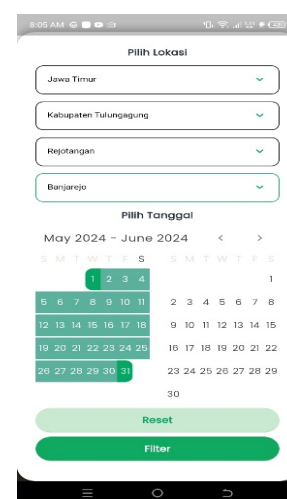 8:05 AM
Pilih Lokasi
Jawa Timur
Kabupaten Tulungagung
Rejotangan
Banjarejo
Pilih Tanggal
May 2024 - June 2024 < >
S M T W T F S S M T W T F S
1 2 3 4 1
5 6 7 8 9 10 11 2 3 4 5 6 7 8
12 13 14 15 16 17 18 9 10 11 12 13 14 15
19 20 21 22 23 24 25 16 17 18 19 20 21 22
26 27 28 29 30 31 23 24 25 26 27 28 29
30
Reset
Filter